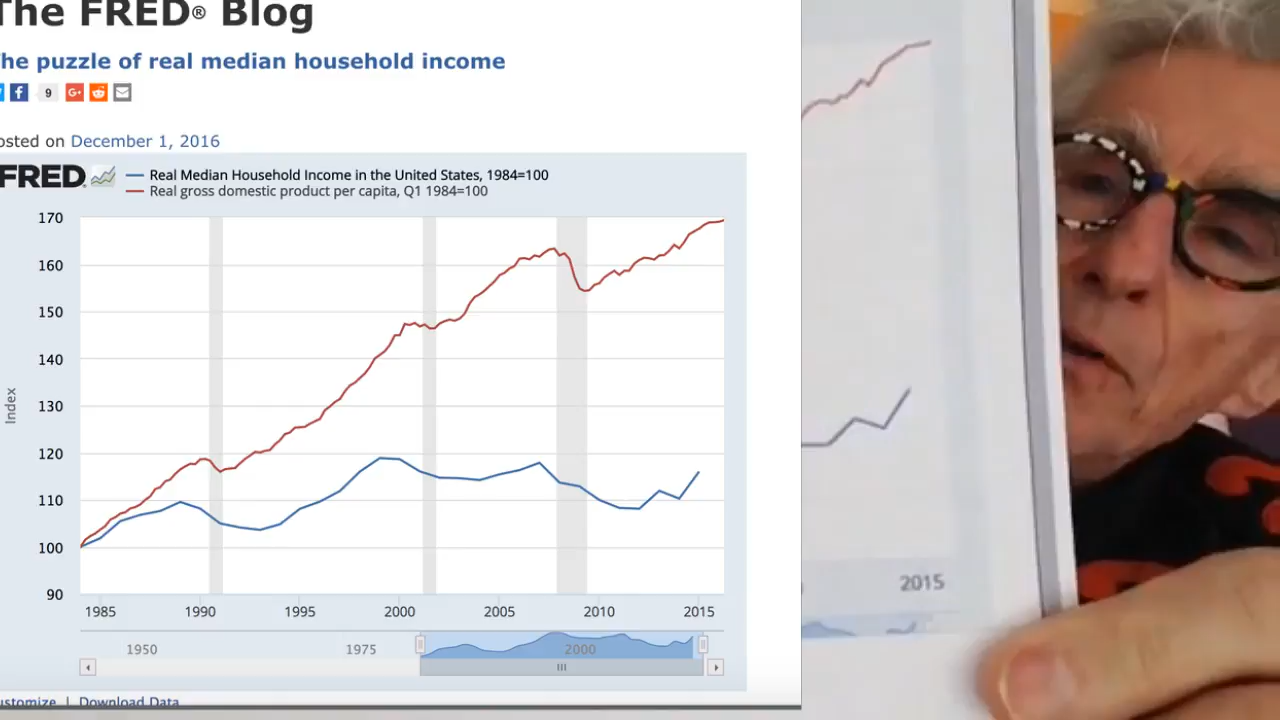 The FRED® Blog
he puzzle of real median household income
9
osted on December 1, 2016
FRED
Real Median Household Income in the United States, 1984=100
Real gross domestic product per capita, Q1 1984=100
170
160
150
140
130
120
110
100
90
Index
1985 1990 1995 2000 2005 2010 2015
1950 1975 2000
ustomize | Download Data
2015